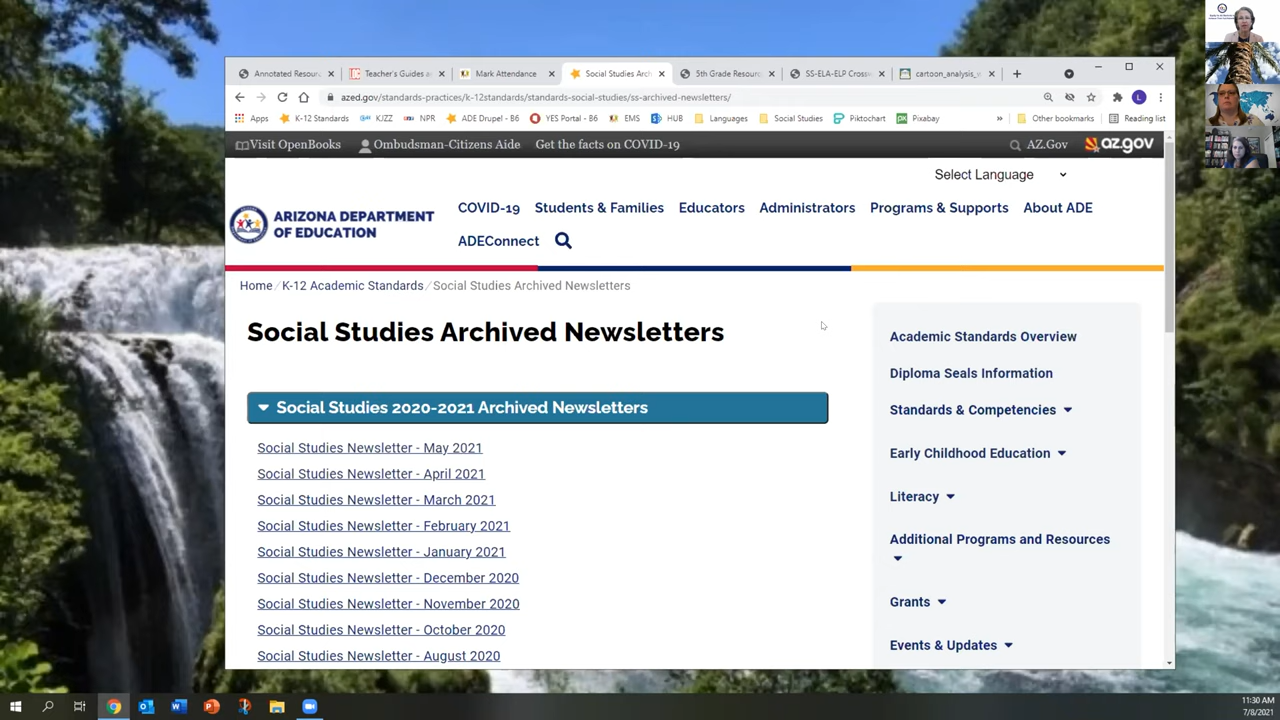 Annotated Resour
Teacher's Guides a
Mark Attendance
Social Studies Arch
5th Grade Resourc
SS-ELA-ELP Crossv
cartoon_analysis_v
azed.gov/standards-practices/k-12standards/standards-social-studies/ss-archived-newsletters/
L
Apps
K-12 Standards
KJZZ
NPR
ADE Drupel - B6
YES Portal - B6
EMS
HUB
Languages
Social Studies
Piktochart
Pixabay
Other bookmarks
Reading list
Visit OpenBooks
Ombudsman-Citizens Aide
Get the facts on COVID-19
AZ.Gov
az.gov
Select Language
ARIZONA DEPARTMENT
OF EDUCATION
COVID-19
Students & Families
Educators
Administrators
Programs & Supports
About ADE
ADEConnect
Home / K-12 Academic Standards / Social Studies Archived Newsletters
Social Studies Archived Newsletters
Social Studies 2020-2021 Archived Newsletters
Social Studies Newsletter - May 2021
Social Studies Newsletter - April 2021
Social Studies Newsletter - March 2021
Social Studies Newsletter - February 2021
Social Studies Newsletter - January 2021
Social Studies Newsletter - December 2020
Social Studies Newsletter - November 2020
Social Studies Newsletter - October 2020
Social Studies Newsletter - August 2020
Academic Standards Overview
Diploma Seals Information
Standards & Competencies
Early Childhood Education
Literacy
Additional Programs and Resources
Grants
Events & Updates
11:30 AM
7/8/2021